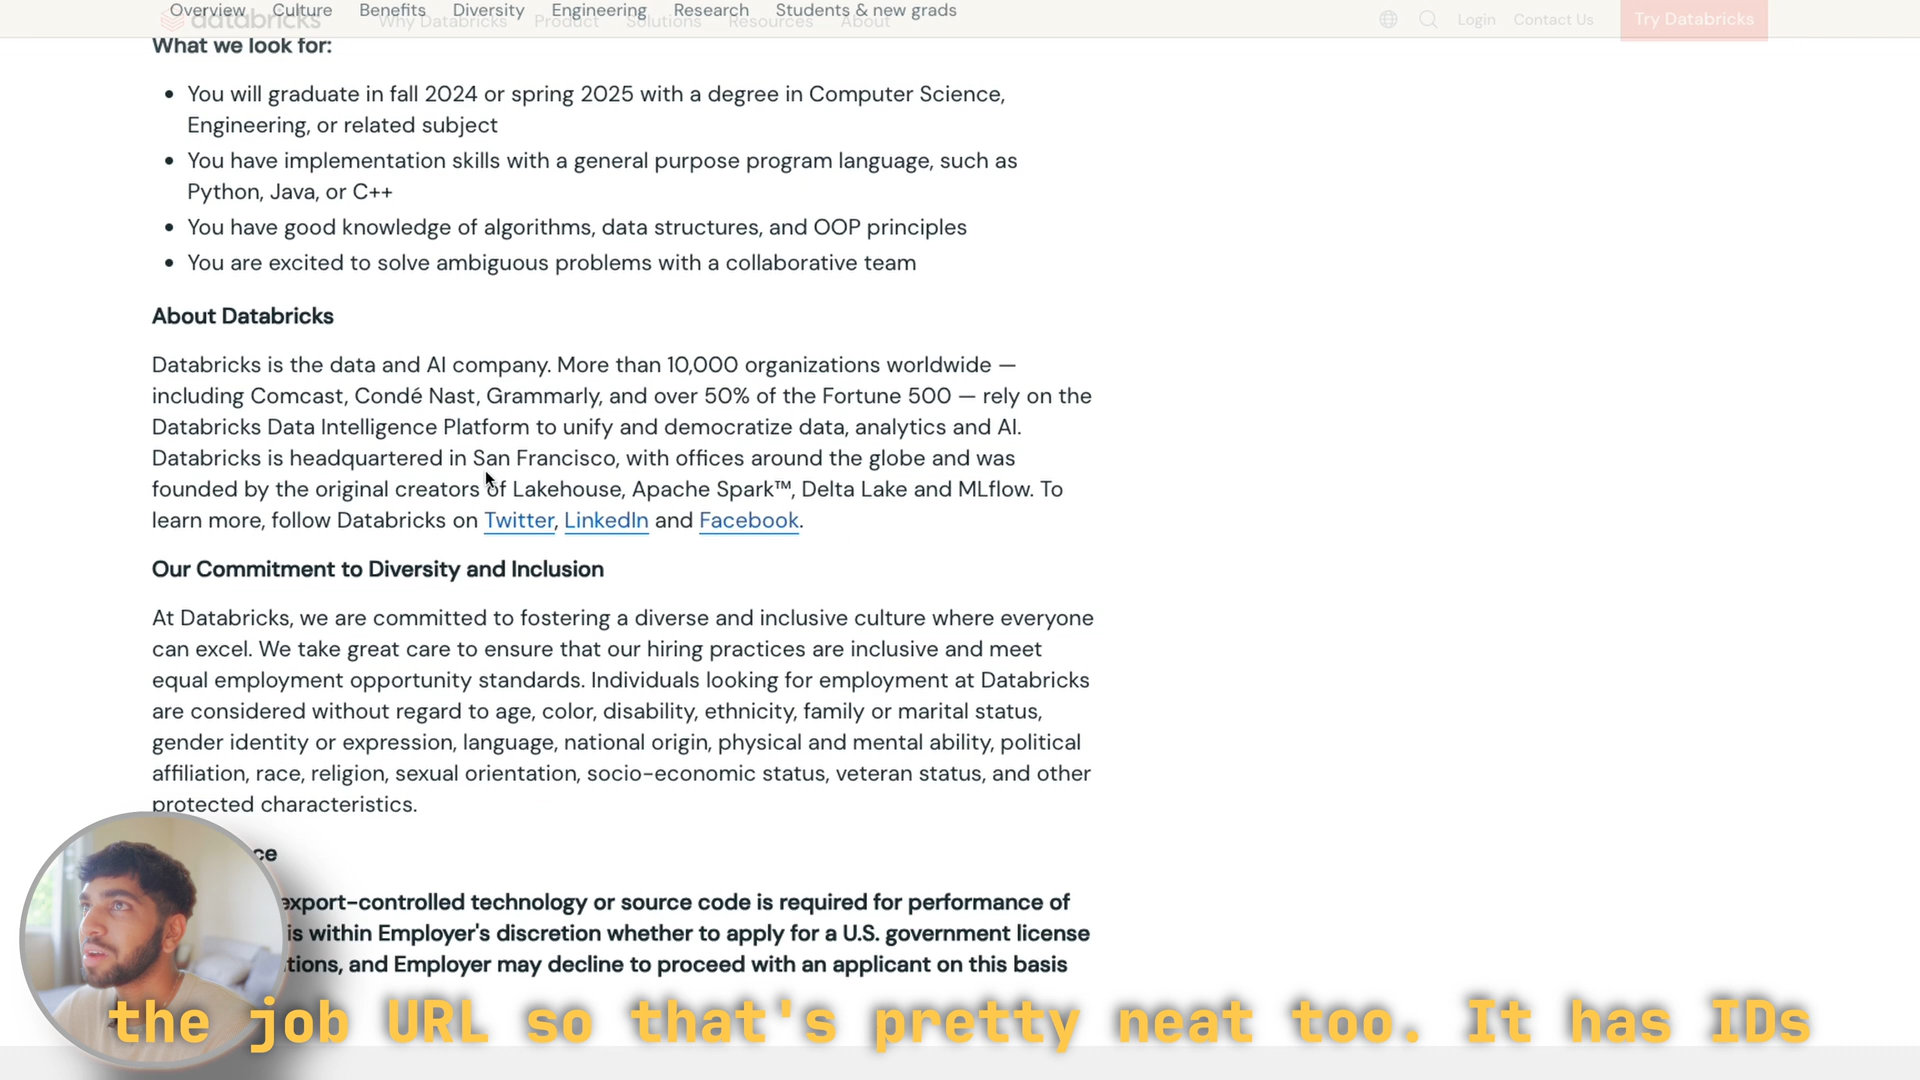 Overview Culture Benefits Diversity Engineering Research Students & new grads
databricks Why Databricks Product Solutions Resources About Login Contact Us Try Databricks
What we look for:
• You will graduate in fall 2024 or spring 2025 with a degree in Computer Science,
Engineering, or related subject
• You have implementation skills with a general purpose program language, such as
Python, Java, or C++
• You have good knowledge of algorithms, data structures, and OOP principles
• You are excited to solve ambiguous problems with a collaborative team
About Databricks
Databricks is the data and AI company. More than 10,000 organizations worldwide —
including Comcast, Condé Nast, Grammarly, and over 50% of the Fortune 500 — rely on the
Databricks Data Intelligence Platform to unify and democratize data, analytics and AI.
Databricks is headquartered in San Francisco, with offices around the globe and was
founded by the original creators of Lakehouse, Apache Spark™, Delta Lake and MLflow. To
learn more, follow Databricks on Twitter, LinkedIn and Facebook.
Our Commitment to Diversity and Inclusion
At Databricks, we are committed to fostering a diverse and inclusive culture where everyone
can excel. We take great care to ensure that our hiring practices are inclusive and meet
equal employment opportunity standards. Individuals looking for employment at Databricks
are considered without regard to age, color, disability, ethnicity, family or marital status,
gender identity or expression, language, national origin, physical and mental ability, political
affiliation, race, religion, sexual orientation, socio-economic status, veteran status, and other
protected characteristics.
ce
export-controlled technology or source code is required for performance of
is within Employer's discretion whether to apply for a U.S. government license
tions, and Employer may decline to proceed with an applicant on this basis
the job URL so that's pretty neat too. It has IDs